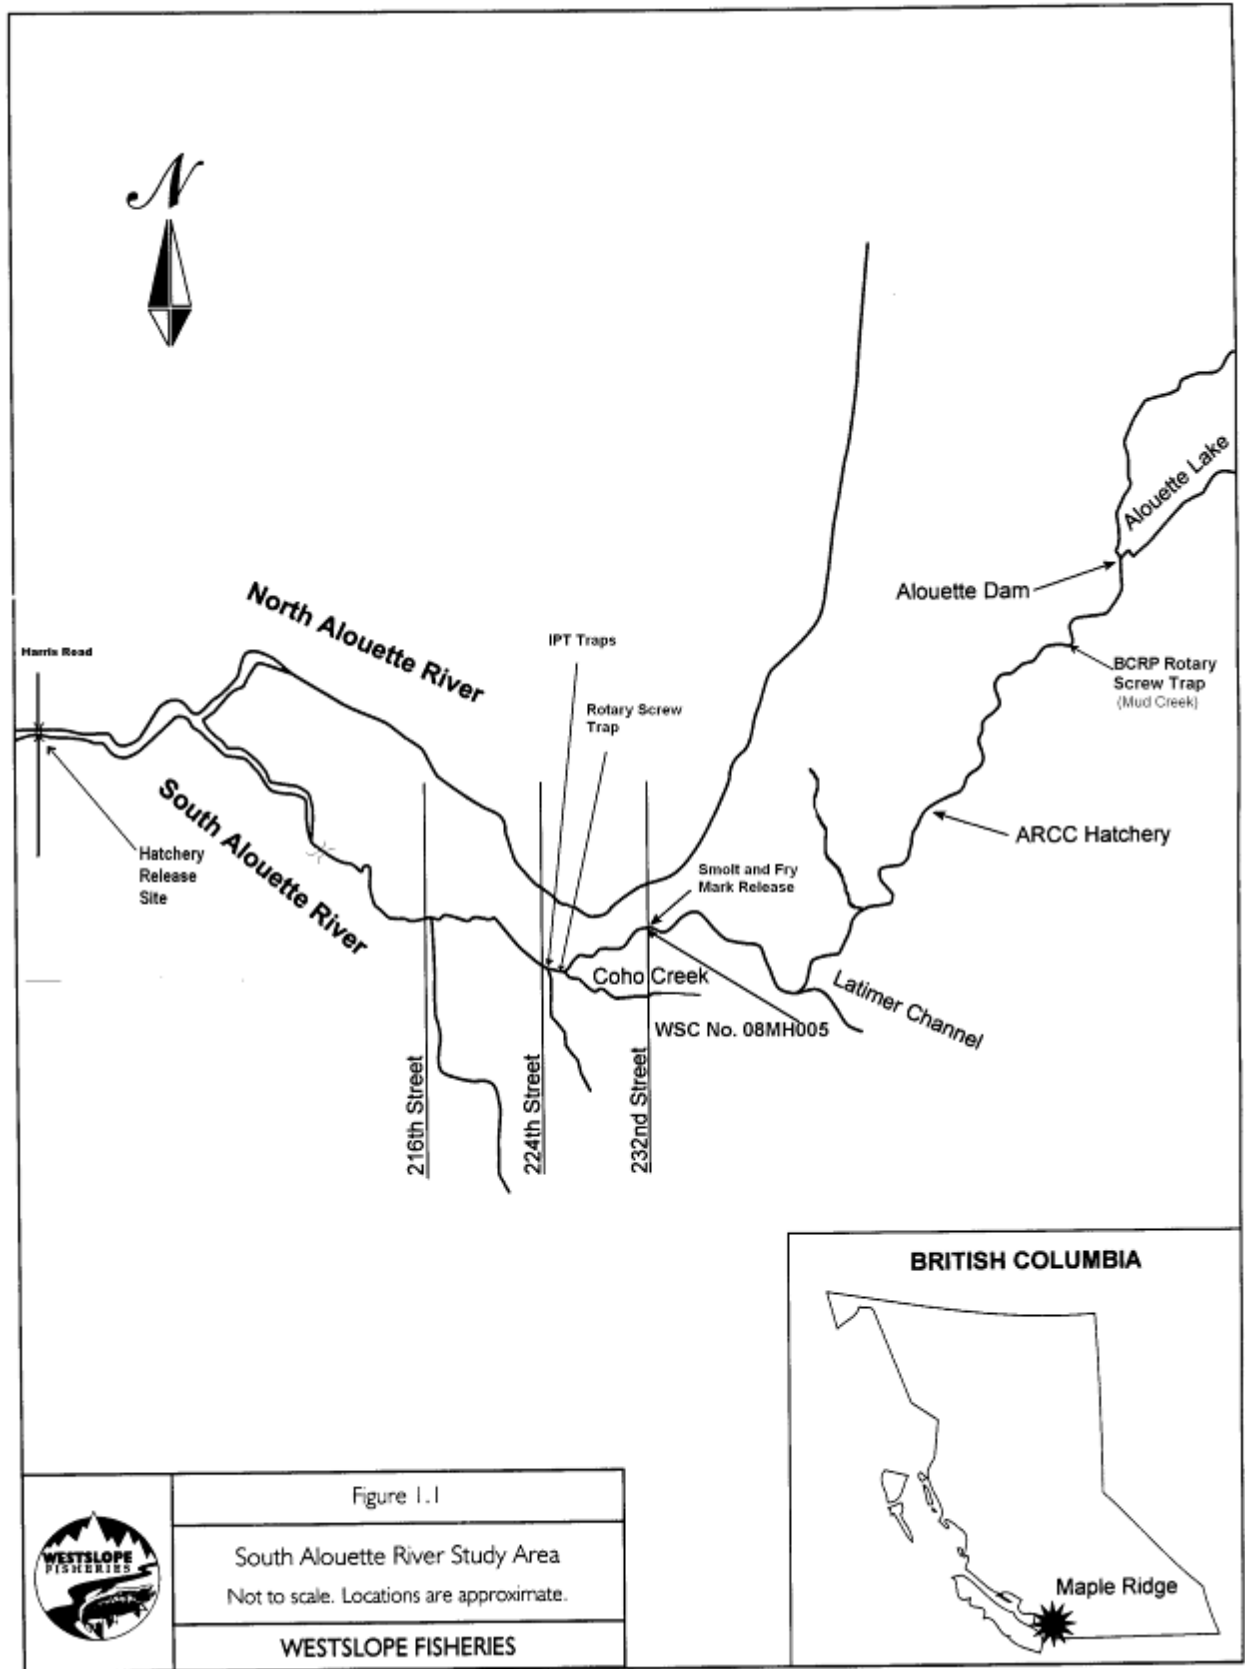 N
North Alouette River
Harris Road
IPT Traps
Rotary Screw
Trap
Alouette Lake
Alouette Dam
BCRP Rotary
Screw Trap
(Mud Creek)
ARCC Hatchery
South Alouette River
Hatchery
Release
Site
Smolt and Fry
Mark Release
Coho Creek
WSC No. 08MH005
Latimer Channel
216th Street
224th Street
232nd Street
BRITISH COLUMBIA
Maple Ridge
Figure 1.1
South Alouette River Study Area
Not to scale. Locations are approximate.
WESTSLOPE FISHERIES
WESTSLOPE
FISHERIES